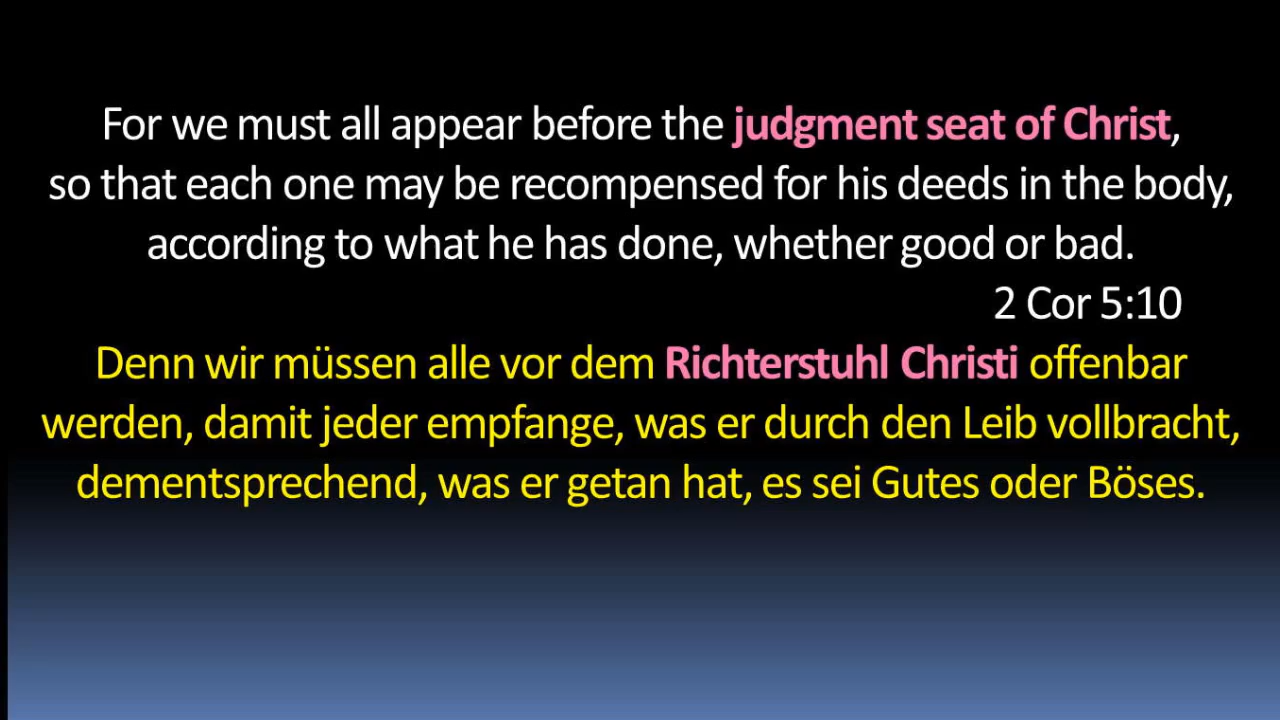 For we must all appear before the judgment seat of Christ,
so that each one may be recompensed for his deeds in the body,
according to what he has done, whether good or bad.
2 Cor 5:10
Denn wir müssen alle vor dem Richterstuhl Christi offenbar
werden, damit jeder empfange, was er durch den Leib vollbracht,
dementsprechend, was er getan hat, es sei Gutes oder Böses.